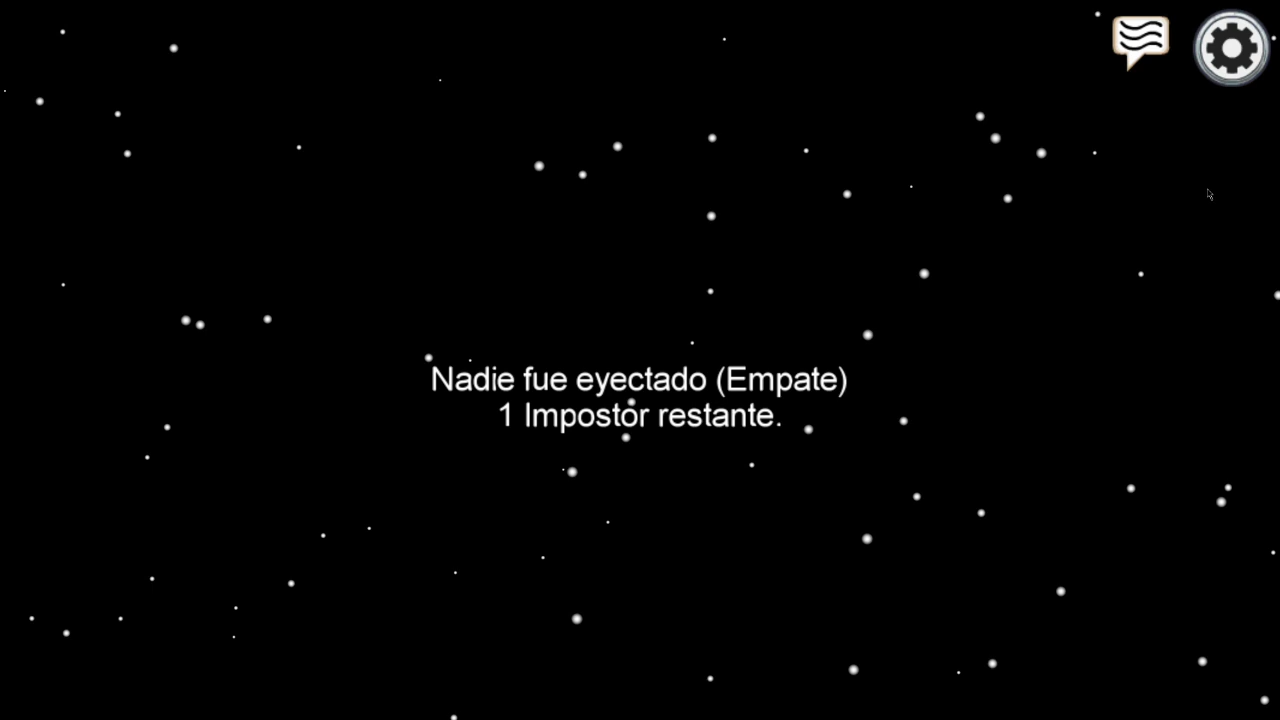 Nadie fue eyectado (Empate)
1 Impostor restante.